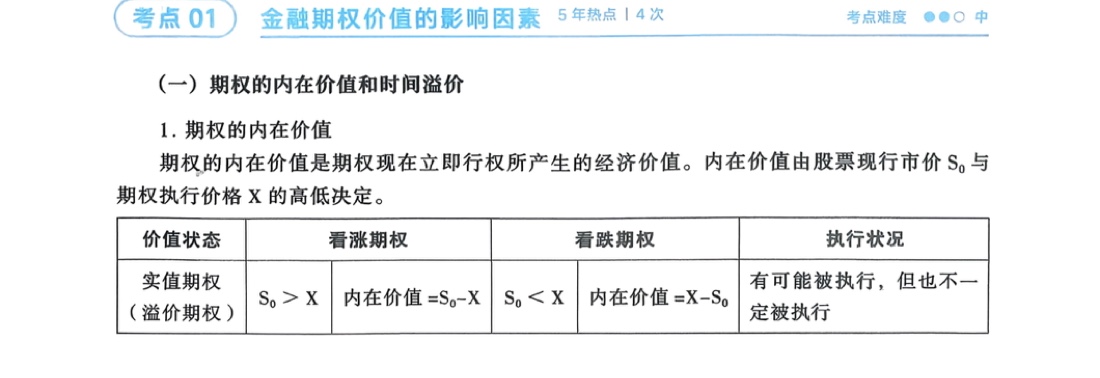 考点 01 金融期权价值的影响因素 5年热点 | 4次 考点难度 中
（一）期权的内在价值和时间溢价
1. 期权的内在价值
期权的内在价值是期权现在立即行权所产生的经济价值。内在价值由股票现行市价 S₀ 与
期权执行价格 X 的高低决定。
价值状态 看涨期权 看跌期权 执行状况
实值期权
（溢价期权） S₀ > X 内在价值 =S₀-X S₀ < X 内在价值 =X-S₀ 有可能被执行，但也不一
定被执行